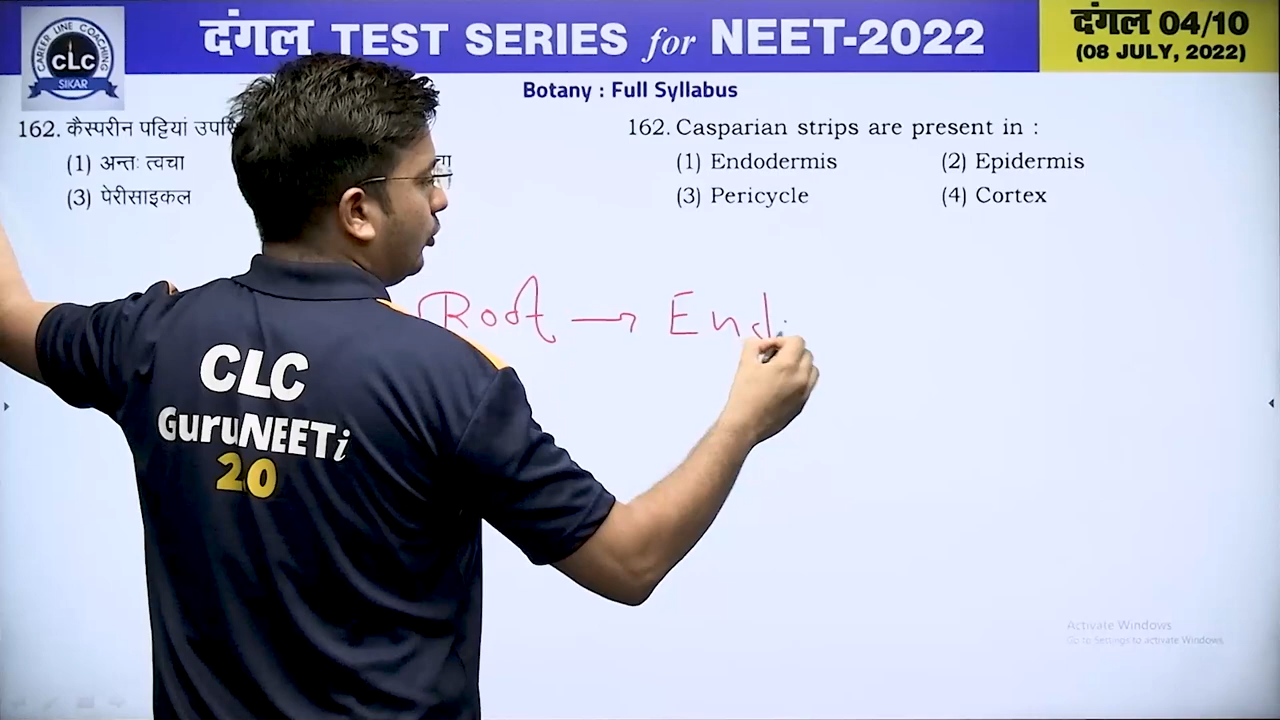 दंगल TEST SERIES for NEET-2022
दंगल 04/10
(08 JULY, 2022)
CAREER LINE COACHING
CLC
SIKAR
Botany : Full Syllabus
162. कैस्परीन पट्टियां
(1) अन्तः त्वचा
(3) पेरीसाइकल
162. Casparian strips are present in :
(1) Endodermis (2) Epidermis
(3) Pericycle (4) Cortex
Root → End
CLC
GuruNEETi
20
Activate Windows
Go to Settings to activate Windows.